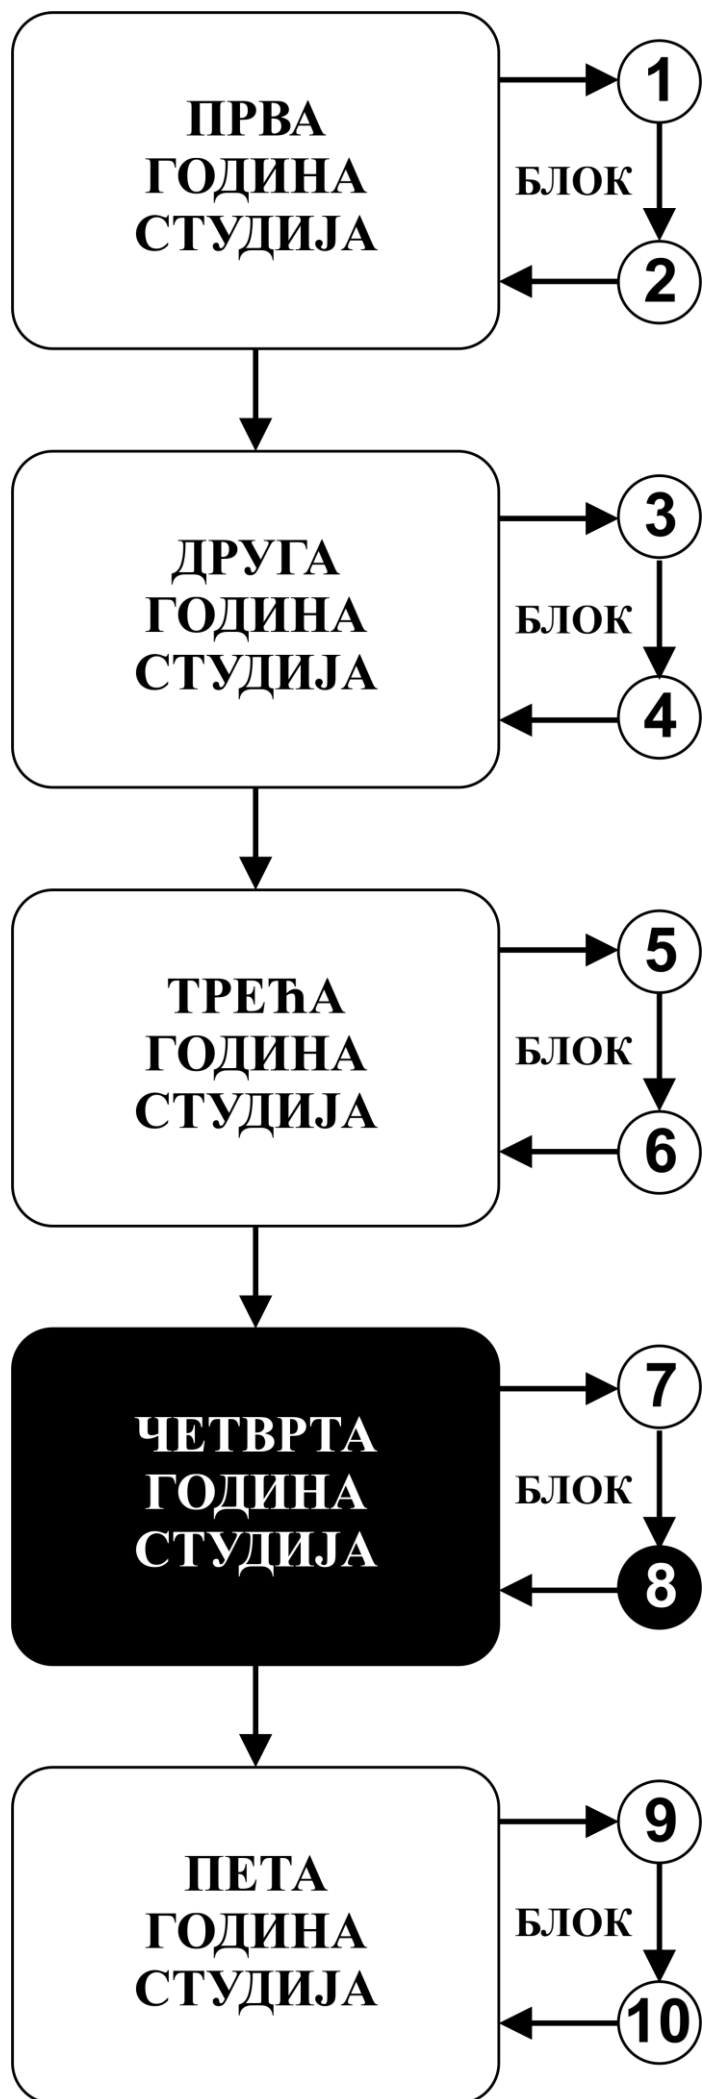 ПРВА
ГОДИНА
СТУДИЈА
1
БЛОК
2
ДРУГА
ГОДИНА
СТУДИЈА
3
БЛОК
4
ТРЕЋА
ГОДИНА
СТУДИЈА
5
БЛОК
6
ЧЕТВРТА
ГОДИНА
СТУДИЈА
7
БЛОК
8
ПЕТА
ГОДИНА
СТУДИЈА
9
БЛОК
10